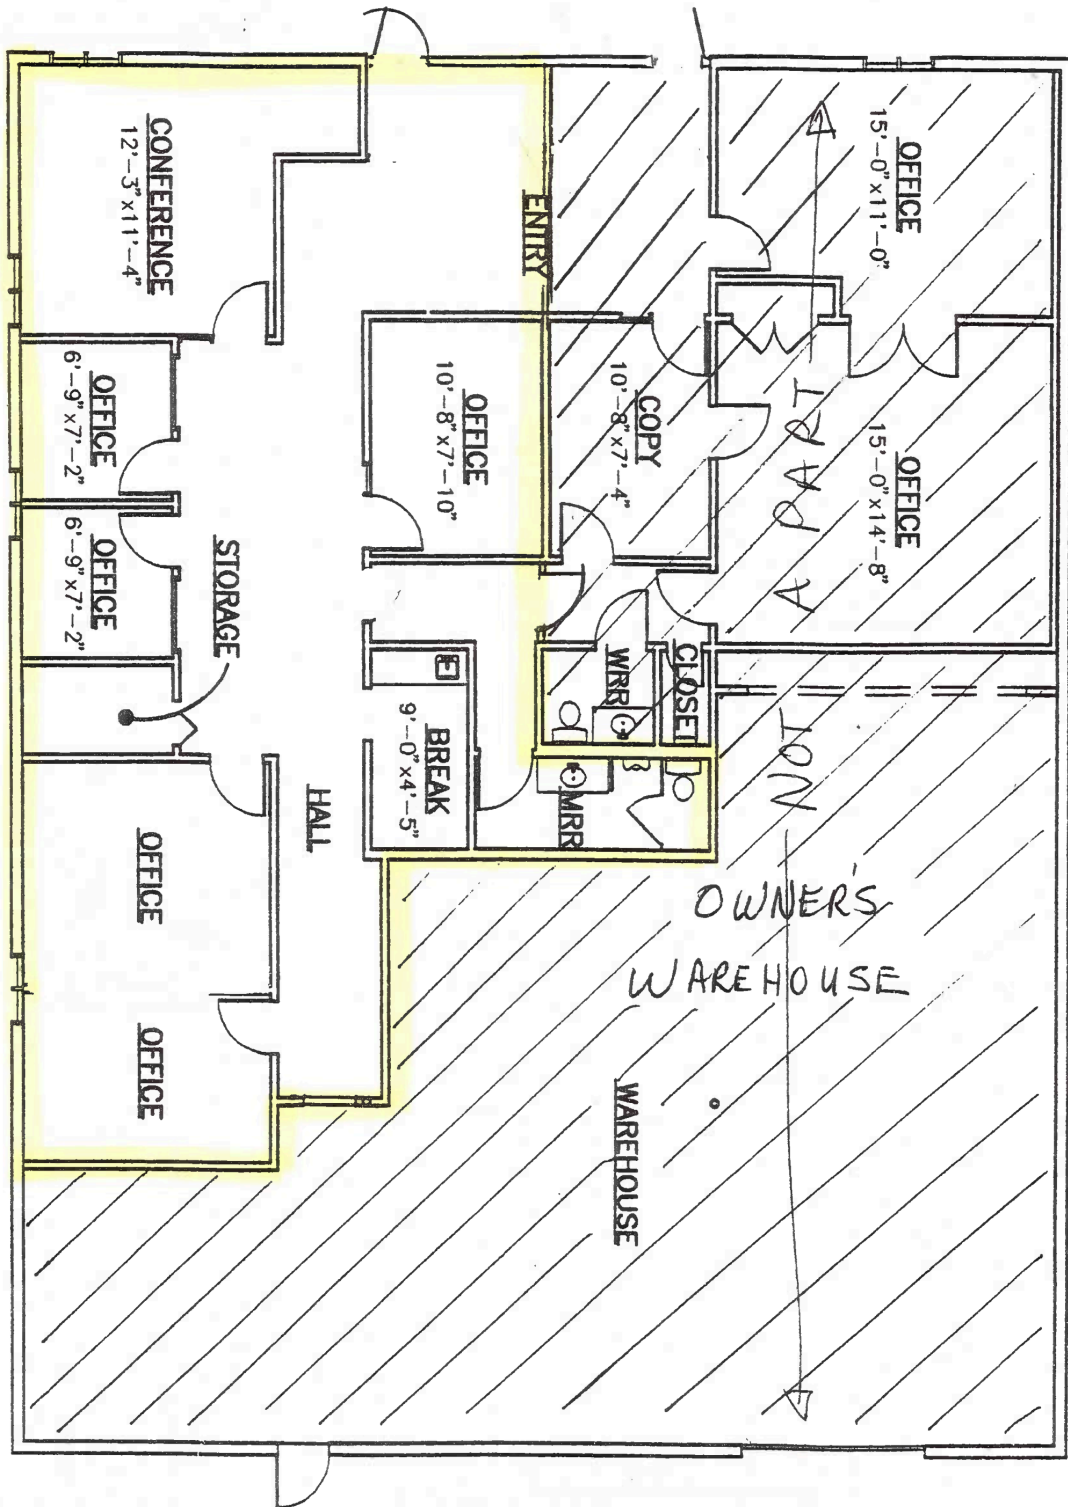 CONFERENCE
12'-3"x11'-4"
ENTRY
OFFICE
15'-0"x11'-0"
OFFICE
6'-9"x7'-2"
OFFICE
10'-8"x7'-10"
COPY
10'-8"x7'-4"
OFFICE
15'-0"x14'-8"
OFFICE
6'-9"x7'-2"
STORAGE
WRR
CLOSET
BREAK
9'-0"x4'-5"
MRR
HALL
OFFICE
OFFICE
WAREHOUSE
NOT A PART
OWNER'S
WAREHOUSE